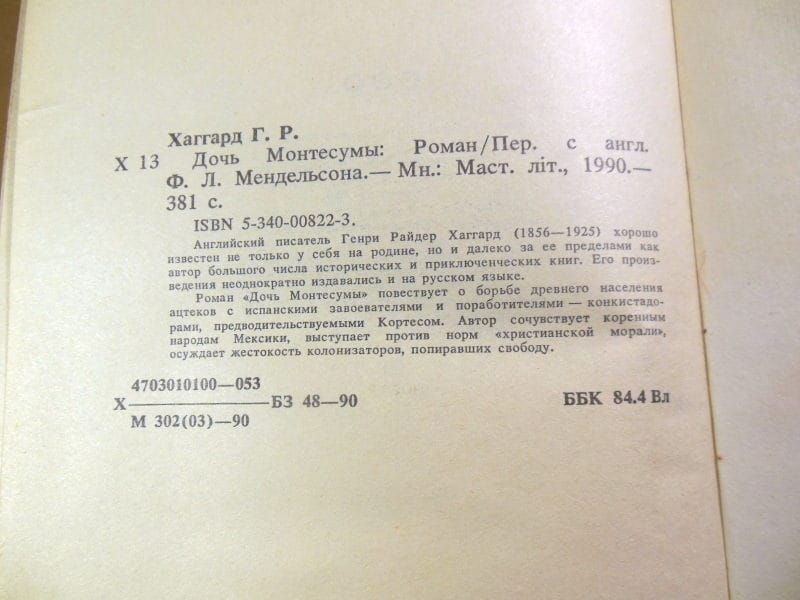 Хаггард Г. Р.
Х 13 Дочь Монтесумы: Роман/Пер. с англ.
Ф. Л. Мендельсона.— Мн.: Маст. літ., 1990.—
381 с.
ISBN 5-340-00822-3.
Английский писатель Генри Райдер Хаггард (1856—1925) хорошо
известен не только у себя на родине, но и далеко за ее пределами как
автор большого числа исторических и приключенческих книг. Его произ-
ведения неоднократно издавались и на русском языке.
Роман «Дочь Монтесумы» повествует о борьбе древнего населения
ацтеков с испанскими завоевателями и поработителями — конкистадо-
рами, предводительствуемыми Кортесом. Автор сочувствует коренным
народам Мексики, выступает против норм «христианской морали»,
осуждает жестокость колонизаторов, попиравших свободу.
4703010100—053
Х————БЗ 48—90 ББК 84.4 Вл
М 302(03)—90